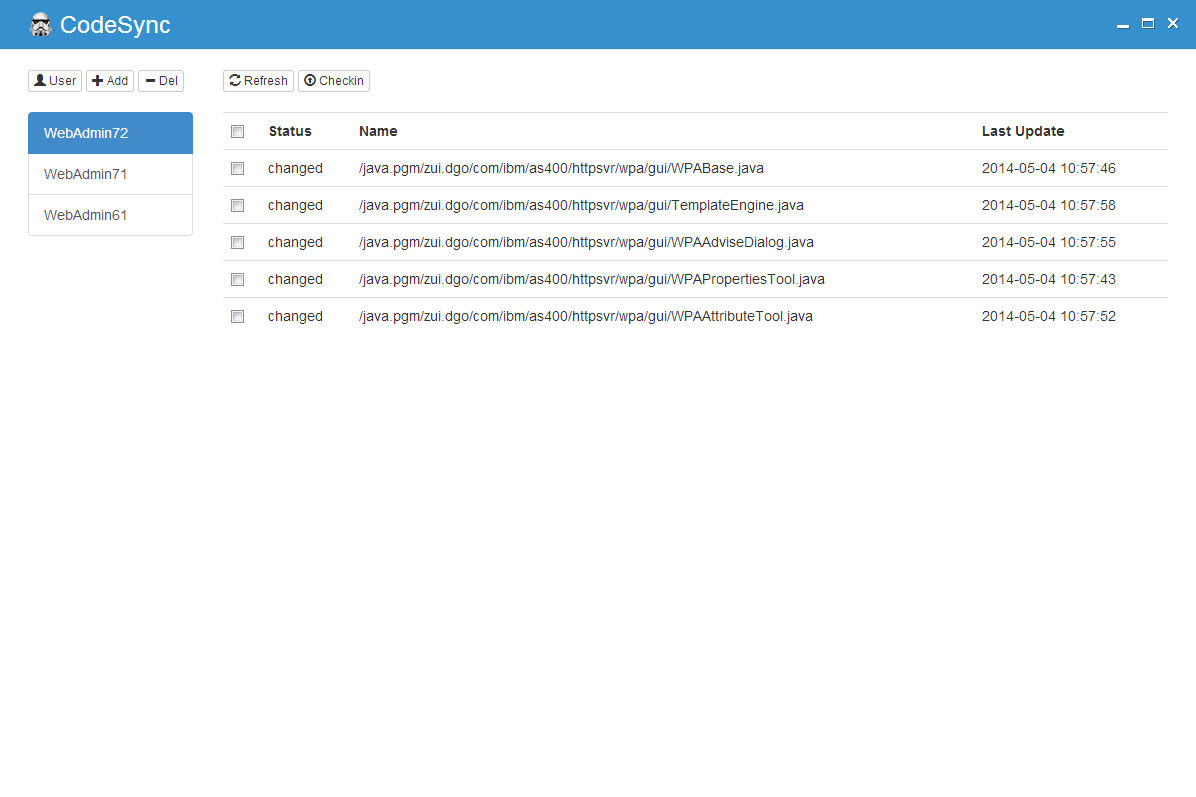 CodeSync
User Add Del Refresh Checkin
WebAdmin72
WebAdmin71
WebAdmin61
Status Name Last Update
changed /java.pgm/zui.dgo/com/ibm/as400/httpsvr/wpa/gui/WPABase.java 2014-05-04 10:57:46
changed /java.pgm/zui.dgo/com/ibm/as400/httpsvr/wpa/gui/TemplateEngine.java 2014-05-04 10:57:58
changed /java.pgm/zui.dgo/com/ibm/as400/httpsvr/wpa/gui/WPAAdviseDialog.java 2014-05-04 10:57:55
changed /java.pgm/zui.dgo/com/ibm/as400/httpsvr/wpa/gui/WPAPropertiesTool.java 2014-05-04 10:57:43
changed /java.pgm/zui.dgo/com/ibm/as400/httpsvr/wpa/gui/WPAAttributeTool.java 2014-05-04 10:57:52